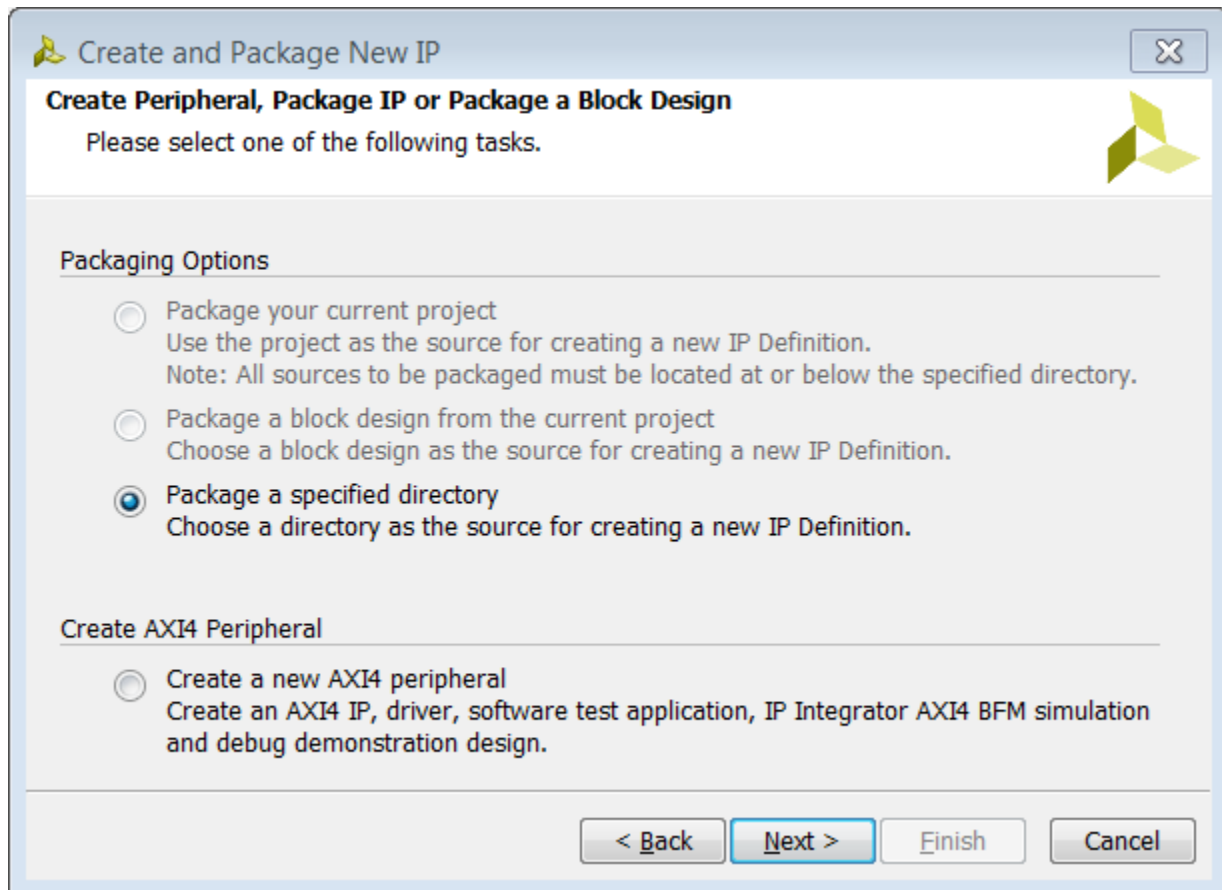 Create and Package New IP
Create Peripheral, Package IP or Package a Block Design
Please select one of the following tasks.
Packaging Options
Package your current project
Use the project as the source for creating a new IP Definition.
Note: All sources to be packaged must be located at or below the specified directory.
Package a block design from the current project
Choose a block design as the source for creating a new IP Definition.
Package a specified directory
Choose a directory as the source for creating a new IP Definition.
Create AXI4 Peripheral
Create a new AXI4 peripheral
Create an AXI4 IP, driver, software test application, IP Integrator AXI4 BFM simulation
and debug demonstration design.
< Back Next > Finish Cancel